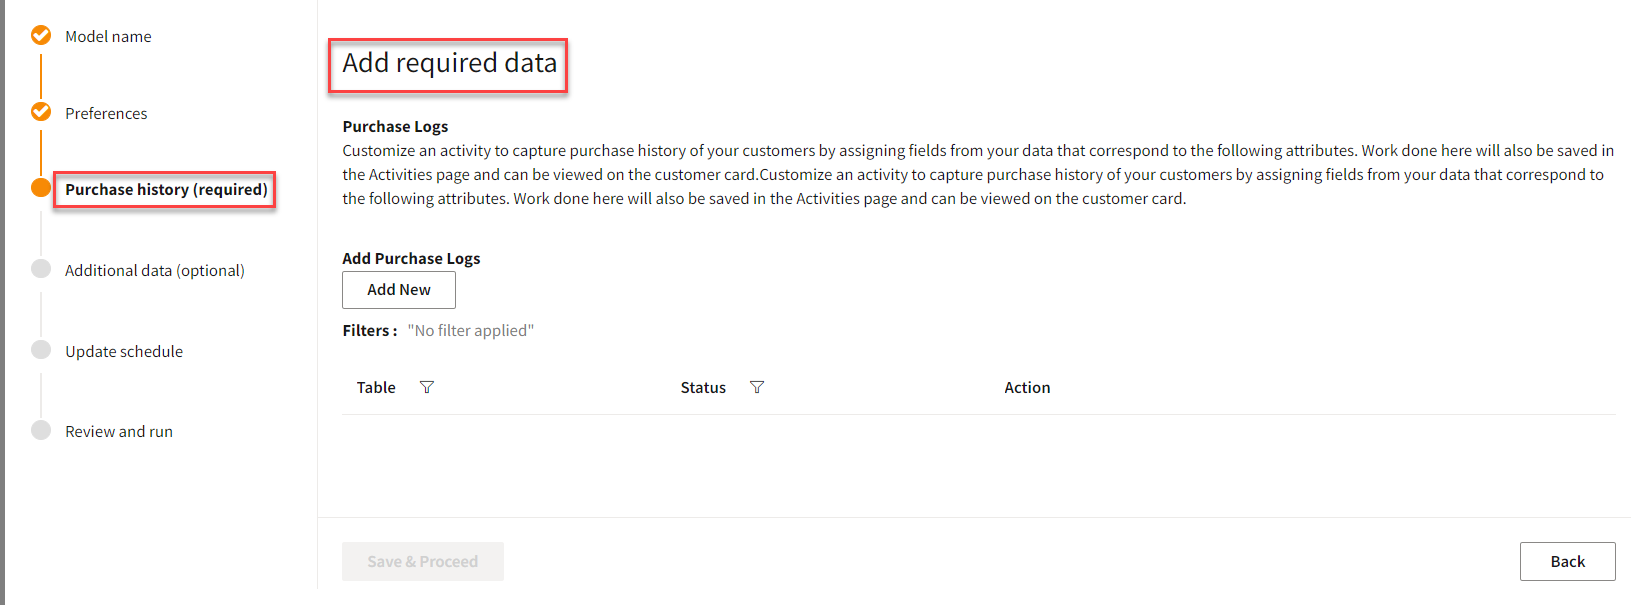 Model name
Preferences
Purchase history (required)
Additional data (optional)
Update schedule
Review and run
Add required data
Purchase Logs
Customize an activity to capture purchase history of your customers by assigning fields from your data that correspond to the following attributes. Work done here will also be saved in
the Activities page and can be viewed on the customer card.Customize an activity to capture purchase history of your customers by assigning fields from your data that correspond to
the following attributes. Work done here will also be saved in the Activities page and can be viewed on the customer card.
Add Purchase Logs
Add New
Filters : "No filter applied"
Table Status Action
Save & Proceed Back